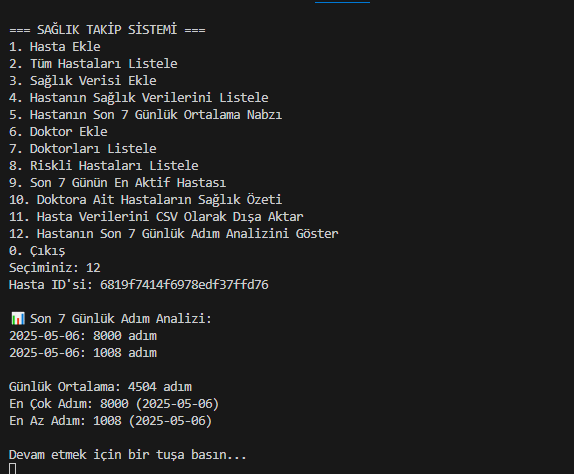 === SAĞLIK TAKİP SİSTEMİ ===
1. Hasta Ekle
2. Tüm Hastaları Listele
3. Sağlık Verisi Ekle
4. Hastanın Sağlık Verilerini Listele
5. Hastanın Son 7 Günlük Ortalama Nabzı
6. Doktor Ekle
7. Doktorları Listele
8. Riskli Hastaları Listele
9. Son 7 Günün En Aktif Hastası
10. Doktora Ait Hastaların Sağlık Özeti
11. Hasta Verilerini CSV Olarak Dışa Aktar
12. Hastanın Son 7 Günlük Adım Analizini Göster
0. Çıkış
Seçiminiz: 12
Hasta ID'si: 6819f7414f6978edf37ffd76
📊 Son 7 Günlük Adım Analizi:
2025-05-06: 8000 adım
2025-05-06: 1008 adım
Günlük Ortalama: 4504 adım
En Çok Adım: 8000 (2025-05-06)
En Az Adım: 1008 (2025-05-06)
Devam etmek için bir tuşa basın...